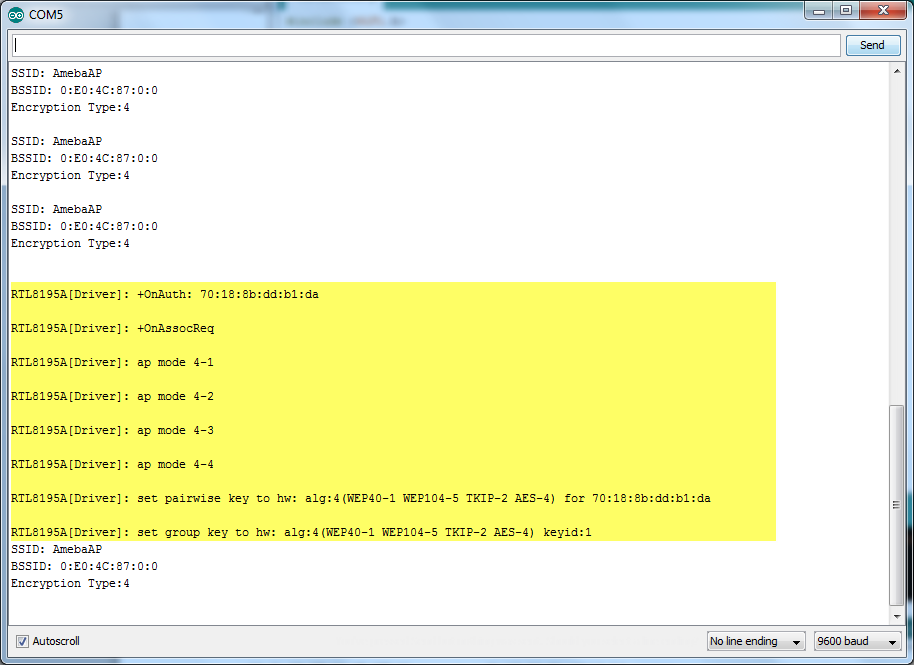 COM5
Send
SSID: AmebaAP
BSSID: 0:E0:4C:87:0:0
Encryption Type:4
SSID: AmebaAP
BSSID: 0:E0:4C:87:0:0
Encryption Type:4
SSID: AmebaAP
BSSID: 0:E0:4C:87:0:0
Encryption Type:4
RTL8195A[Driver]: +OnAuth: 70:18:8b:dd:b1:da
RTL8195A[Driver]: +OnAssocReq
RTL8195A[Driver]: ap mode 4-1
RTL8195A[Driver]: ap mode 4-2
RTL8195A[Driver]: ap mode 4-3
RTL8195A[Driver]: ap mode 4-4
RTL8195A[Driver]: set pairwise key to hw: alg:4(WEP40-1 WEP104-5 TKIP-2 AES-4) for 70:18:8b:dd:b1:da
RTL8195A[Driver]: set group key to hw: alg:4(WEP40-1 WEP104-5 TKIP-2 AES-4) keyid:1
SSID: AmebaAP
BSSID: 0:E0:4C:87:0:0
Encryption Type:4
Autoscroll
No line ending
9600 baud